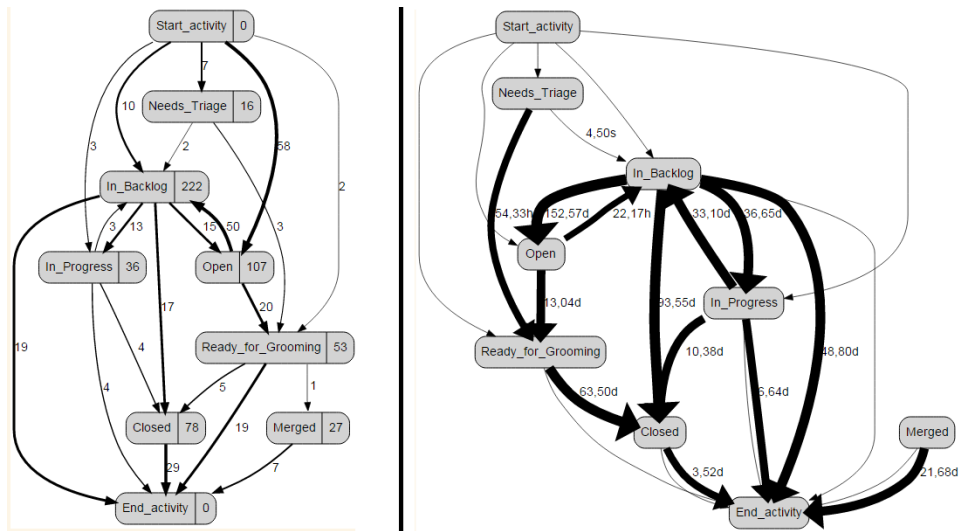 Start_activity 0
7
Needs_Triage 16
10
58
3
2
2
In_Backlog 222
3
3
13
15
50
In_Progress 36
Open 107
17
20
19
Ready_for_Grooming 53
4
5
1
4
19
Closed 78
Merged 27
29
7
End_activity 0
Start_activity
Needs_Triage
4,50s
In_Backlog
54,33h
152,57d
22,17h
33,10d
36,65d
Open
13,04d
93,55d
In_Progress
Ready_for_Grooming
10,38d
48,80d
6,64d
63,50d
Closed
Merged
3,52d
21,68d
End_activity